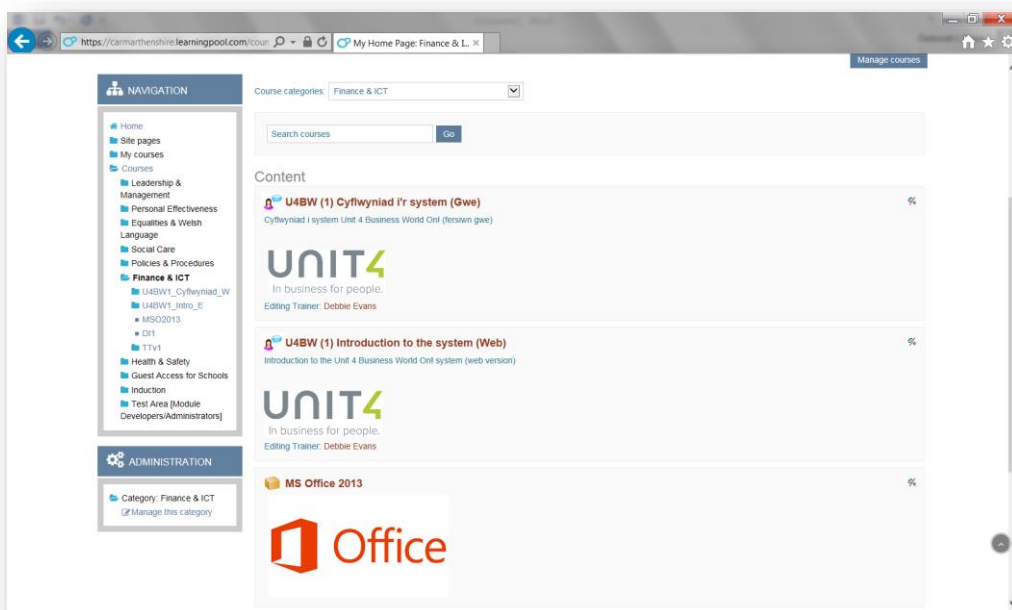 https://carmarthenshire.learningpool.com/cour
My Home Page: Finance & I...
Manage courses
NAVIGATION
Home
Site pages
My courses
Courses
Leadership &
Management
Personal Effectiveness
Equalities & Welsh
Language
Social Care
Policies & Procedures
Finance & ICT
U4BW1_Cyflwyniad_W
U4BW1_Intro_E
MSO2013
DI1
TTv1
Health & Safety
Guest Access for Schools
Induction
Test Area [Module
Developers/Administrators]
ADMINISTRATION
Category: Finance & ICT
Manage this category
Course categories: Finance & ICT
Search courses Go
Content
U4BW (1) Cyflwyniad i'r system (Gwe)
Cyflwyniad i system Unit 4 Business World On! (fersiwn gwe)
UNIT4
In business for people.
Editing Trainer: Debbie Evans
U4BW (1) Introduction to the system (Web)
Introduction to the Unit 4 Business World On! system (web version)
UNIT4
In business for people.
Editing Trainer: Debbie Evans
MS Office 2013
Office